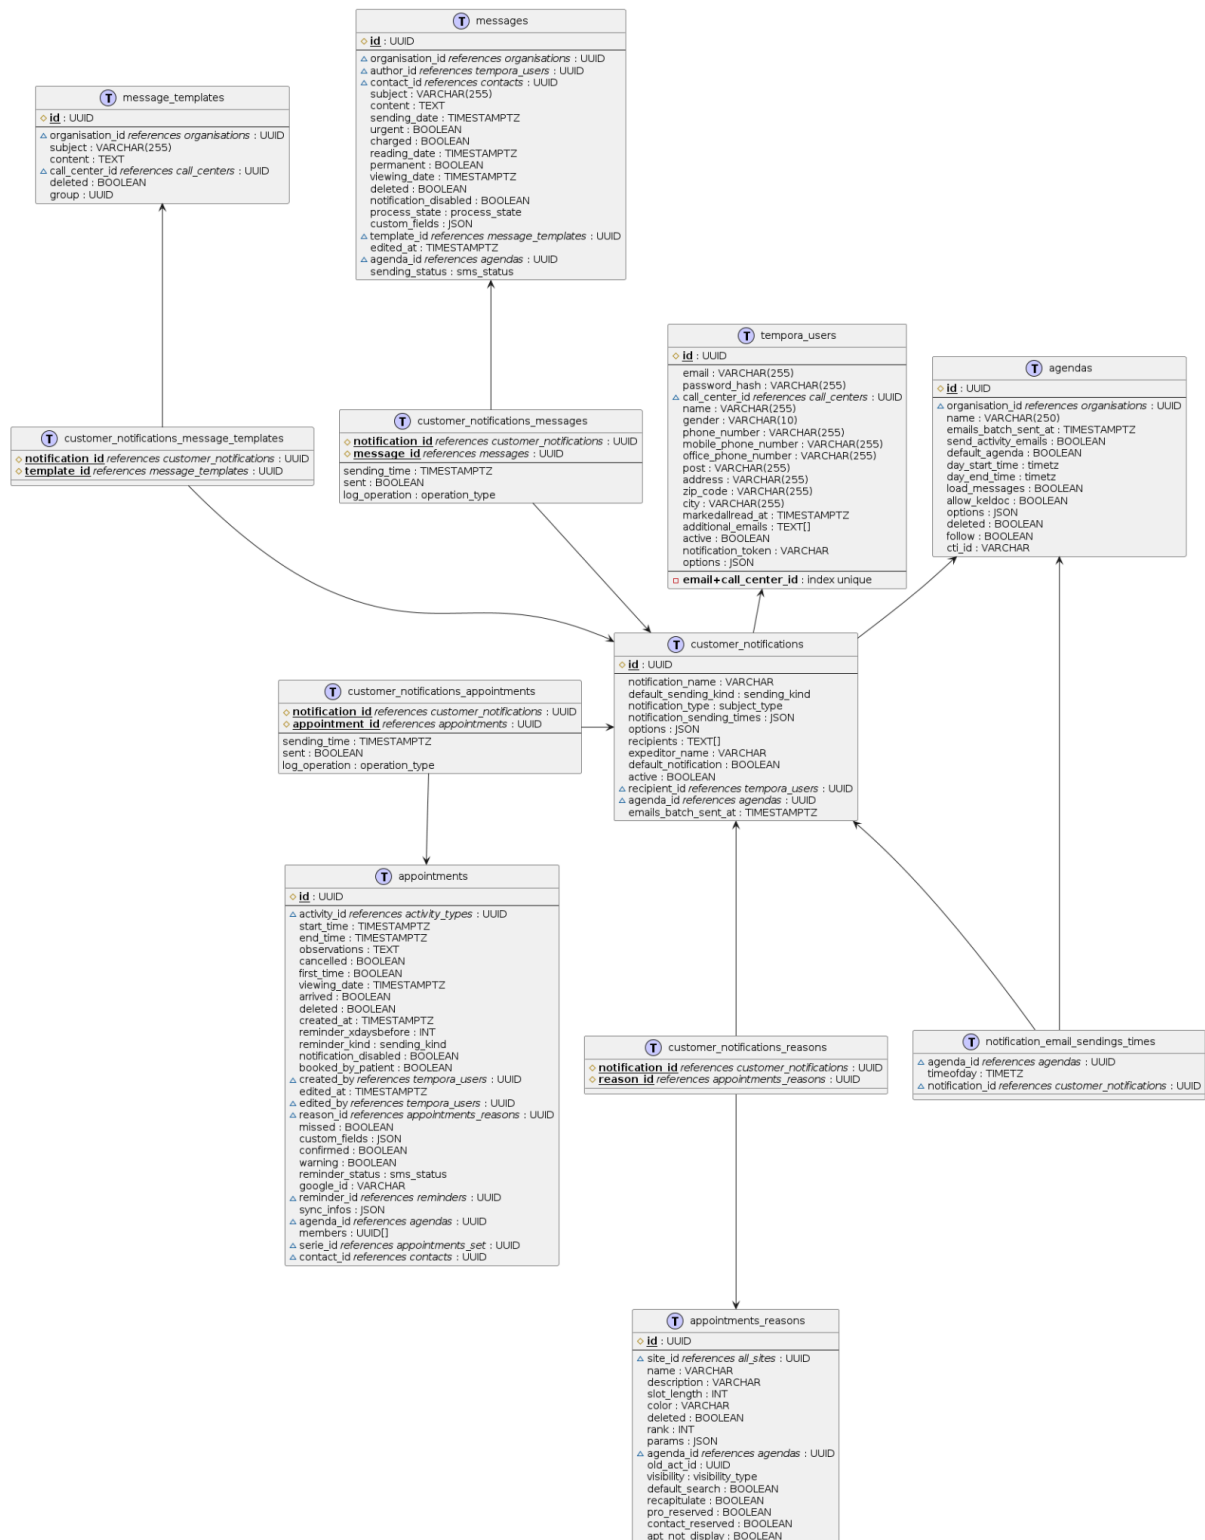 T messages
id : UUID
organisation_id references organisations : UUID
author_id references tempora_users : UUID
contact_id references contacts : UUID
subject : VARCHAR(255)
content : TEXT
sending_date : TIMESTAMPTZ
urgent : BOOLEAN
charged : BOOLEAN
reading_date : TIMESTAMPTZ
permanent : BOOLEAN
viewing_date : TIMESTAMPTZ
deleted : BOOLEAN
notification_disabled : BOOLEAN
process_state : process_state
custom_fields : JSON
template_id references message_templates : UUID
edited_at : TIMESTAMPTZ
agenda_id references agendas : UUID
sending_status : sms_status
T message_templates
id : UUID
organisation_id references organisations : UUID
subject : VARCHAR(255)
content : TEXT
call_center_id references call_centers : UUID
deleted : BOOLEAN
group : UUID
T tempora_users
id : UUID
email : VARCHAR(255)
password_hash : VARCHAR(255)
call_center_id references call_centers : UUID
name : VARCHAR(255)
gender : VARCHAR(10)
phone_number : VARCHAR(255)
mobile_phone_number : VARCHAR(255)
office_phone_number : VARCHAR(255)
post : VARCHAR(255)
address : VARCHAR(255)
zip_code : VARCHAR(255)
city : VARCHAR(255)
markedallread_at : TIMESTAMPTZ
additional_emails : TEXT[]
active : BOOLEAN
notification_token : VARCHAR
options : JSON
email+call_center_id : index unique
T agendas
id : UUID
organisation_id references organisations : UUID
name : VARCHAR(250)
emails_batch_sent_at : TIMESTAMPTZ
send_activity_emails : BOOLEAN
default_agenda : BOOLEAN
day_start_time : timetz
day_end_time : timetz
load_messages : BOOLEAN
allow_keldoc : BOOLEAN
options : JSON
deleted : BOOLEAN
follow : BOOLEAN
cti_id : VARCHAR
T customer_notifications_message_templates
notification_id references customer_notifications : UUID
template_id references message_templates : UUID
T customer_notifications_messages
notification_id references customer_notifications : UUID
message_id references messages : UUID
sending_time : TIMESTAMPTZ
sent : BOOLEAN
log_operation : operation_type
T customer_notifications
id : UUID
notification_name : VARCHAR
default_sending_kind : sending_kind
notification_type : subject_type
notification_sending_times : JSON
options : JSON
recipients : TEXT[]
expeditor_name : VARCHAR
default_notification : BOOLEAN
active : BOOLEAN
recipient_id references tempora_users : UUID
agenda_id references agendas : UUID
emails_batch_sent_at : TIMESTAMPTZ
T customer_notifications_appointments
notification_id references customer_notifications : UUID
appointment_id references appointments : UUID
sending_time : TIMESTAMPTZ
sent : BOOLEAN
log_operation : operation_type
T appointments
id : UUID
activity_id references activity_types : UUID
start_time : TIMESTAMPTZ
end_time : TIMESTAMPTZ
observations : TEXT
cancelled : BOOLEAN
first_time : BOOLEAN
viewing_date : TIMESTAMPTZ
arrived : BOOLEAN
deleted : BOOLEAN
created_at : TIMESTAMPTZ
reminder_xdaysbefore : INT
reminder_kind : sending_kind
notification_disabled : BOOLEAN
booked_by_patient : BOOLEAN
created_by references tempora_users : UUID
edited_at : TIMESTAMPTZ
edited_by references tempora_users : UUID
reason_id references appointments_reasons : UUID
missed : BOOLEAN
custom_fields : JSON
confirmed : BOOLEAN
warning : BOOLEAN
reminder_status : sms_status
google_id : VARCHAR
reminder_id references reminders : UUID
sync_infos : JSON
agenda_id references agendas : UUID
members : UUID[]
serie_id references appointments_set : UUID
contact_id references contacts : UUID
T customer_notifications_reasons
notification_id references customer_notifications : UUID
reason_id references appointments_reasons : UUID
T notification_email_sendings_times
agenda_id references agendas : UUID
timeofday : TIMETZ
notification_id references customer_notifications : UUID
T appointments_reasons
id : UUID
site_id references all_sites : UUID
name : VARCHAR
description : VARCHAR
slot_length : INT
color : VARCHAR
deleted : BOOLEAN
rank : INT
params : JSON
agenda_id references agendas : UUID
old_act_id : UUID
visibility : visibility_type
default_search : BOOLEAN
recapitulate : BOOLEAN
pro_reserved : BOOLEAN
contact_reserved : BOOLEAN
apt_not_display : BOOLEAN